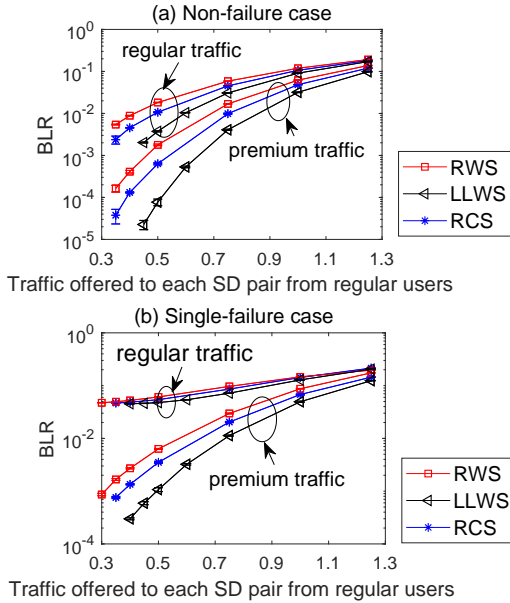 (a) Non-failure case
10^0
10^-1
10^-2
10^-3
10^-4
10^-5
BLR
regular traffic
premium traffic
RWS
LLWS
RCS
0.3 0.5 0.7 0.9 1.1 1.3
Traffic offered to each SD pair from regular users
(b) Single-failure case
10^0
10^-2
10^-4
BLR
regular traffic
premium traffic
RWS
LLWS
RCS
0.3 0.5 0.7 0.9 1.1 1.3
Traffic offered to each SD pair from regular users